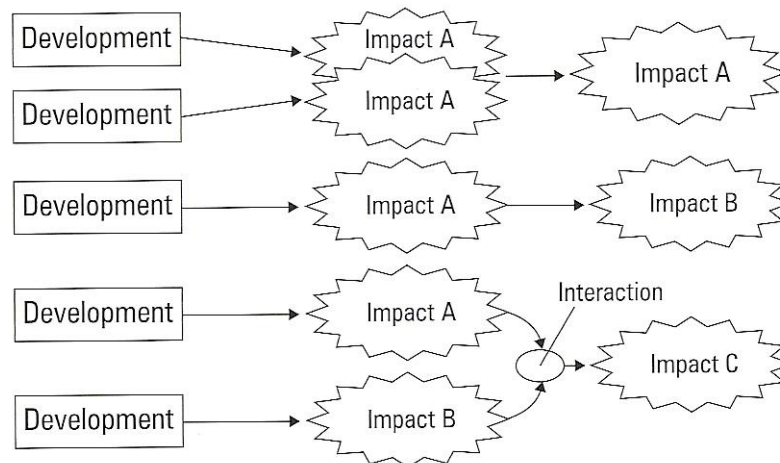 Development
Impact A
Impact A
Development
Impact A
Development
Impact A
Impact B
Development
Impact A
Interaction
Impact C
Development
Impact B